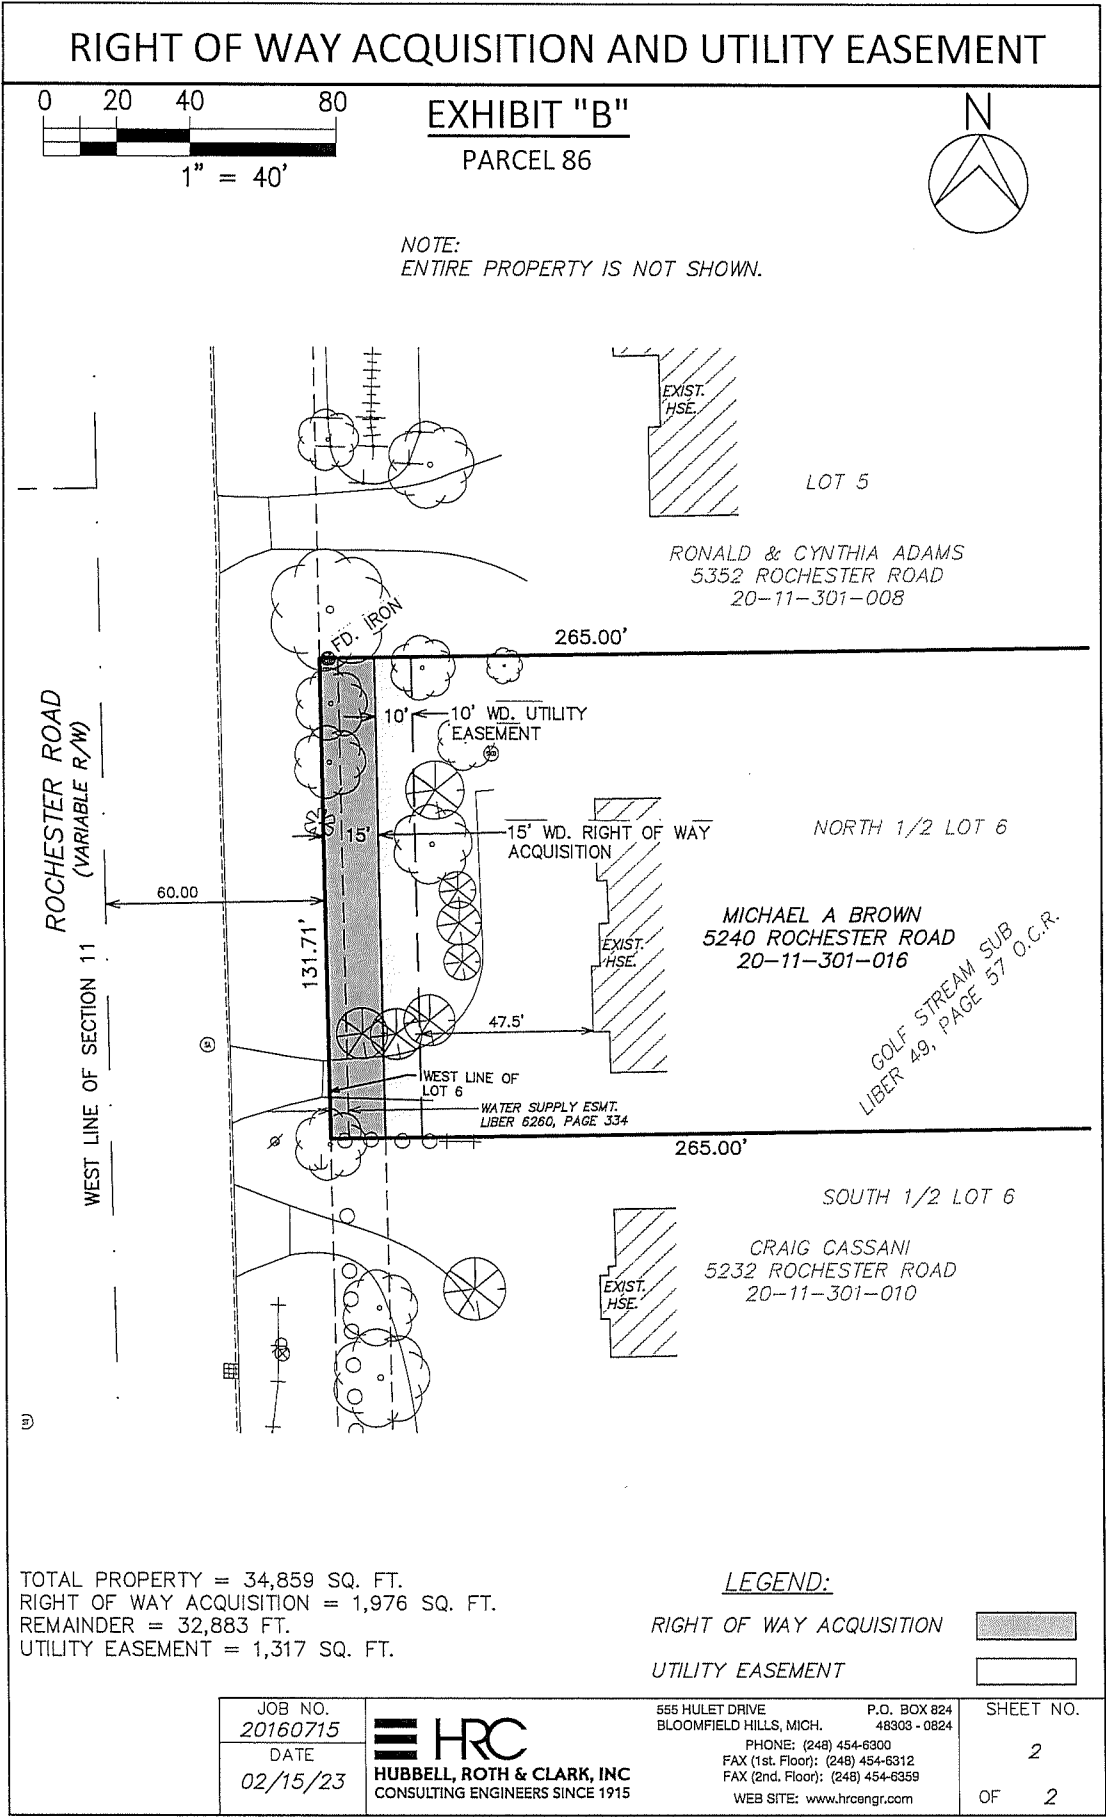 RIGHT OF WAY ACQUISITION AND UTILITY EASEMENT
0 20 40 80
1" = 40'
EXHIBIT "B"
PARCEL 86
N
NOTE:
ENTIRE PROPERTY IS NOT SHOWN.
EXIST.
HSE.
LOT 5
RONALD & CYNTHIA ADAMS
5352 ROCHESTER ROAD
20-11-301-008
FD. IRON
265.00'
10'
10' WD. UTILITY
EASEMENT
ROCHESTER ROAD
(VARIABLE R/W)
15'
15' WD. RIGHT OF WAY
ACQUISITION
NORTH 1/2 LOT 6
60.00
131.71'
MICHAEL A BROWN
5240 ROCHESTER ROAD
20-11-301-016
EXIST.
HSE.
GOLF STREAM SUB
LIBER 49, PAGE 57 O.C.R.
47.5'
WEST LINE OF SECTION 11
WEST LINE OF
LOT 6
WATER SUPPLY ESMT.
LIBER 6260, PAGE 334
265.00'
SOUTH 1/2 LOT 6
CRAIG CASSANI
5232 ROCHESTER ROAD
20-11-301-010
EXIST.
HSE.
TOTAL PROPERTY = 34,859 SQ. FT.
RIGHT OF WAY ACQUISITION = 1,976 SQ. FT.
REMAINDER = 32,883 FT.
UTILITY EASEMENT = 1,317 SQ. FT.
LEGEND:
RIGHT OF WAY ACQUISITION
UTILITY EASEMENT
JOB NO.
20160715
DATE
02/15/23
HRC
HUBBELL, ROTH & CLARK, INC
CONSULTING ENGINEERS SINCE 1915
555 HULET DRIVE P.O. BOX 824
BLOOMFIELD HILLS, MICH. 48303 - 0824
PHONE: (248) 454-6300
FAX (1st. Floor): (248) 454-6312
FAX (2nd. Floor): (248) 454-6359
WEB SITE: www.hrcengr.com
SHEET NO.
2
OF 2